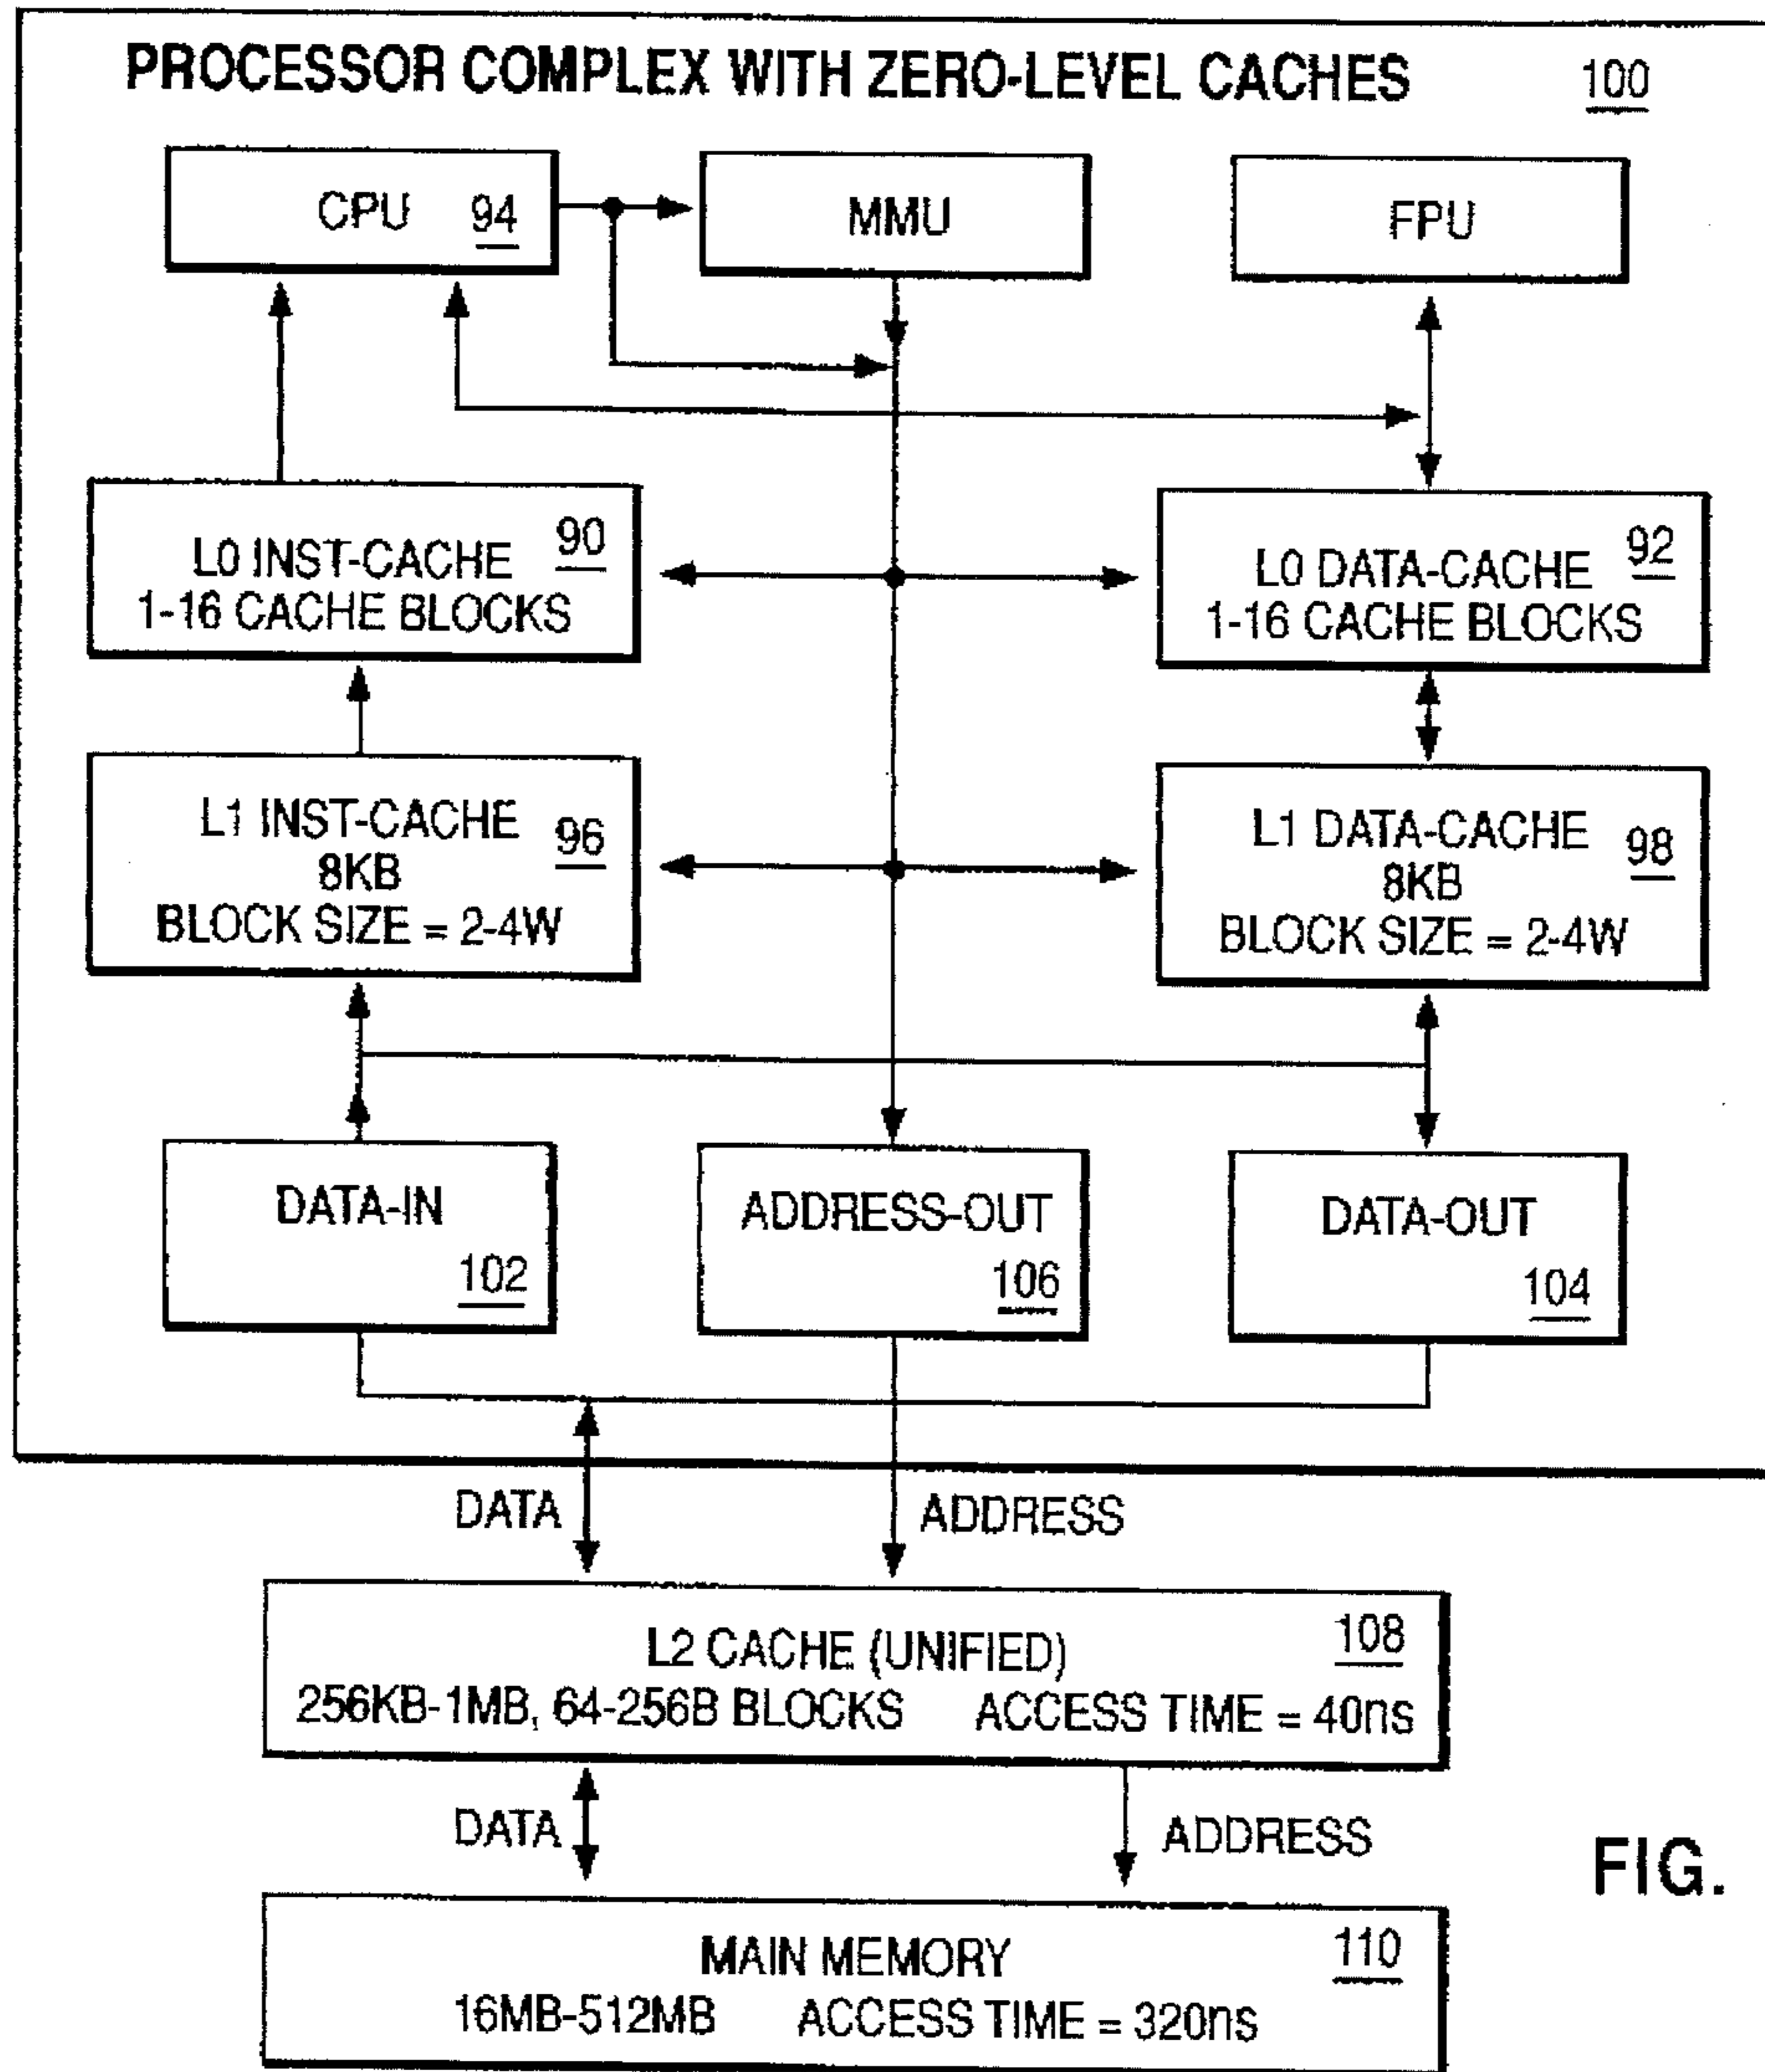 PROCESSOR COMPLEX WITH ZERO-LEVEL CACHES 100
CPU 94
MMU
FPU
L0 INST-CACHE 90
1-16 CACHE BLOCKS
L0 DATA-CACHE 92
1-16 CACHE BLOCKS
L1 INST-CACHE 96
8KB
BLOCK SIZE = 2-4W
L1 DATA-CACHE 98
8KB
BLOCK SIZE = 2-4W
DATA-IN
102
ADDRESS-OUT
106
DATA-OUT
104
DATA
ADDRESS
L2 CACHE (UNIFIED) 108
256KB-1MB, 64-256B BLOCKS ACCESS TIME = 40ns
DATA
ADDRESS
FIG.
MAIN MEMORY 110
16MB-512MB ACCESS TIME = 320ns